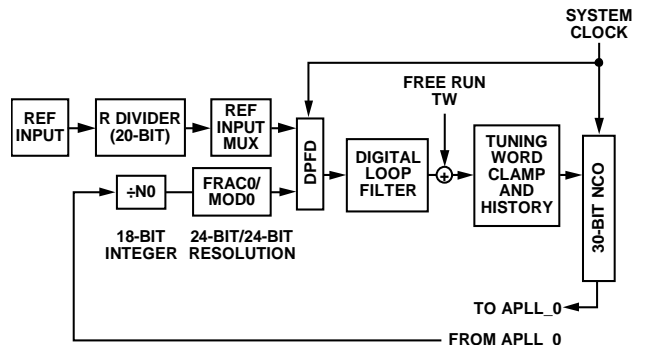 SYSTEM
CLOCK
FREE RUN
TW
REF
INPUT
R DIVIDER
(20-BIT)
REF
INPUT
MUX
DPFD
DIGITAL
LOOP
FILTER
+
TUNING
WORD
CLAMP
AND
HISTORY
30-BIT NCO
÷N0
FRAC0/
MOD0
18-BIT
INTEGER
24-BIT/24-BIT
RESOLUTION
TO APLL_0
FROM APLL_0